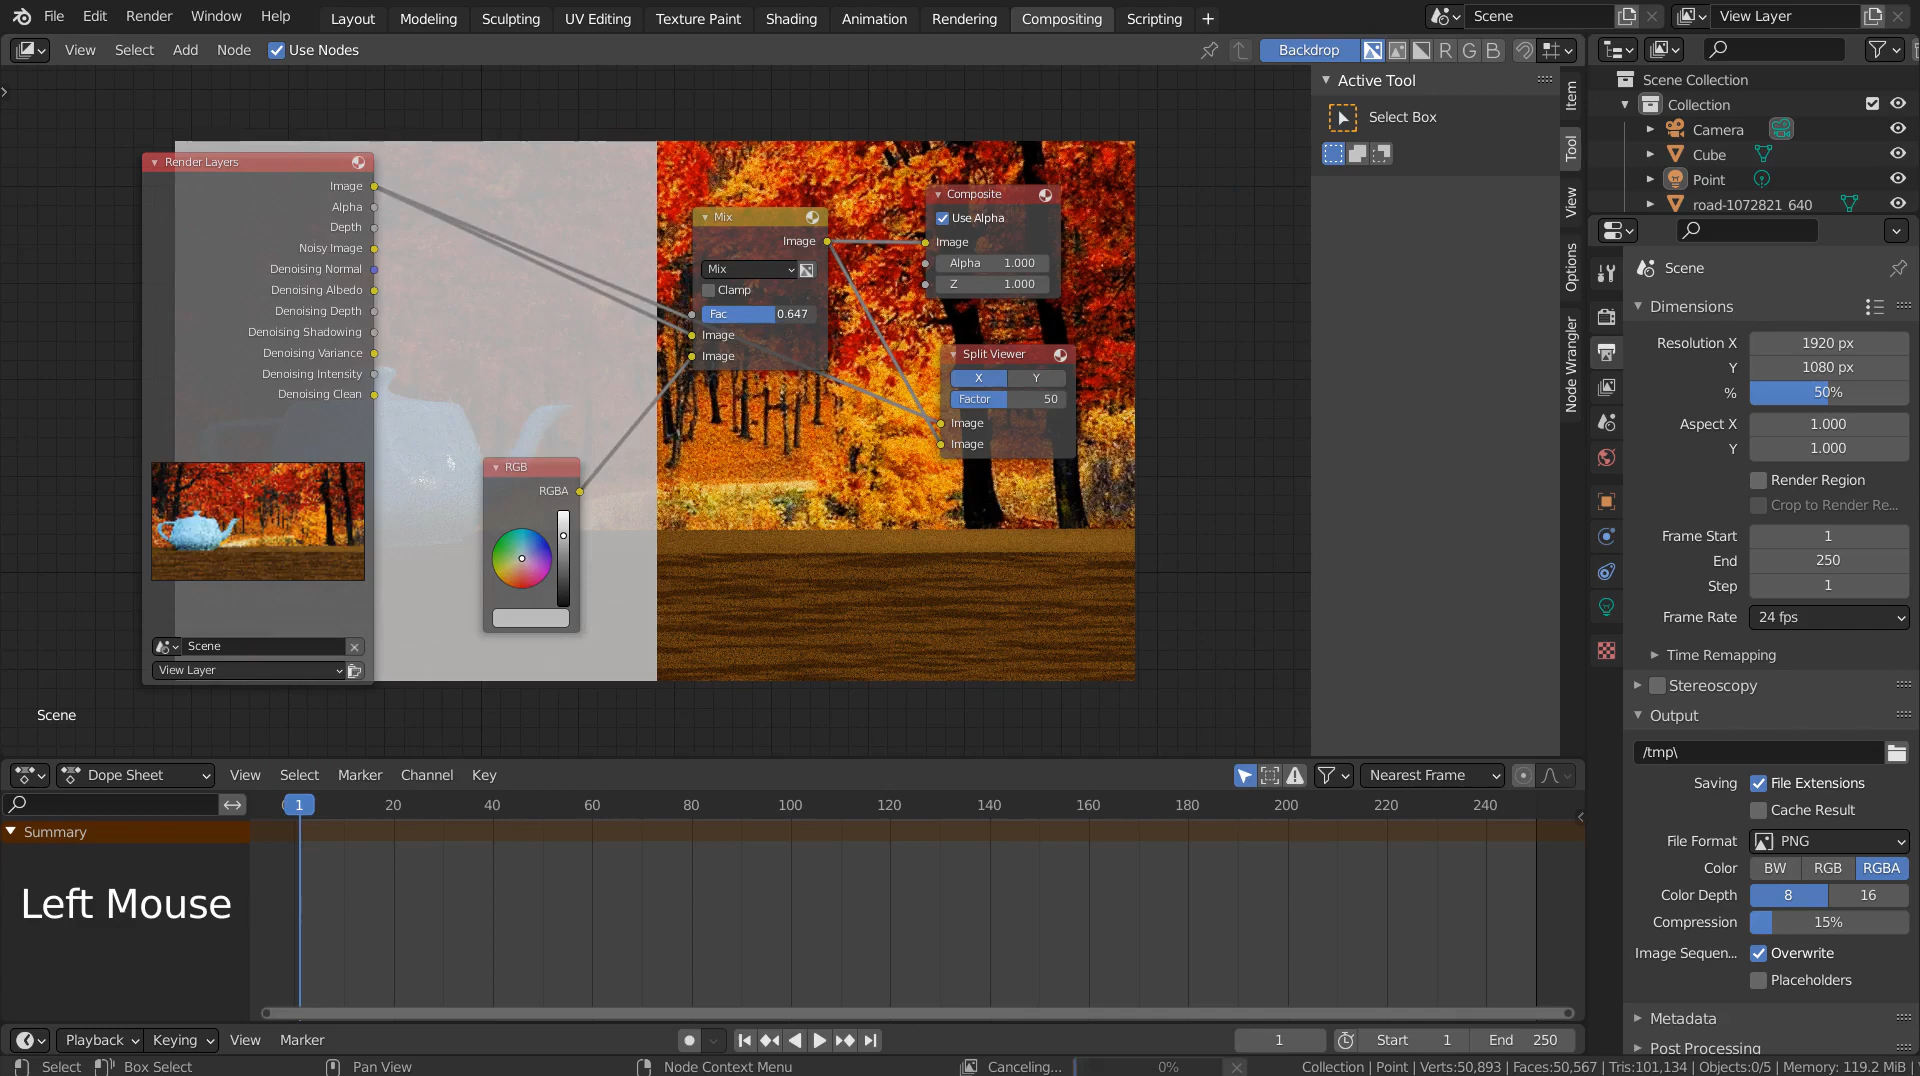 File Edit Render Window Help Layout Modeling Sculpting UV Editing Texture Paint Shading Animation Rendering Compositing Scripting + Scene View Layer
View Select Add Node Use Nodes Backdrop R G B
Active Tool
Select Box
Item
Tool
View
Options
Node Wrangler
Scene Collection
Collection
Camera
Cube
Point
road-1072821_640
Render Layers
Image
Alpha
Depth
Noisy Image
Denoising Normal
Denoising Albedo
Denoising Depth
Denoising Shadowing
Denoising Variance
Denoising Intensity
Denoising Clean
Scene
View Layer
RGB
RGBA
Mix
Image
Mix
Clamp
Fac 0.647
Image
Image
Composite
Use Alpha
Image
Alpha 1.000
Z 1.000
Split Viewer
X Y
Factor 50
Image
Image
Scene
Scene
Dimensions
Resolution X 1920 px
Y 1080 px
% 50%
Aspect X 1.000
Y 1.000
Render Region
Crop to Render Re...
Frame Start 1
End 250
Step 1
Frame Rate 24 fps
Time Remapping
Stereoscopy
Output
/tmp\
Saving File Extensions
Cache Result
File Format PNG
Color BW RGB RGBA
Color Depth 8 16
Compression 15%
Image Sequen... Overwrite
Placeholders
Metadata
Post Processing
Dope Sheet View Select Marker Channel Key Nearest Frame
1 20 40 60 80 100 120 140 160 180 200 220 240
Summary
Left Mouse
Playback Keying View Marker 1 Start 1 End 250
Select Box Select Pan View Node Context Menu Canceling... 0% Collection | Point | Verts:50,893 | Faces:50,567 | Tris:101,134 | Objects:0/5 | Memory: 119.2 MiB |